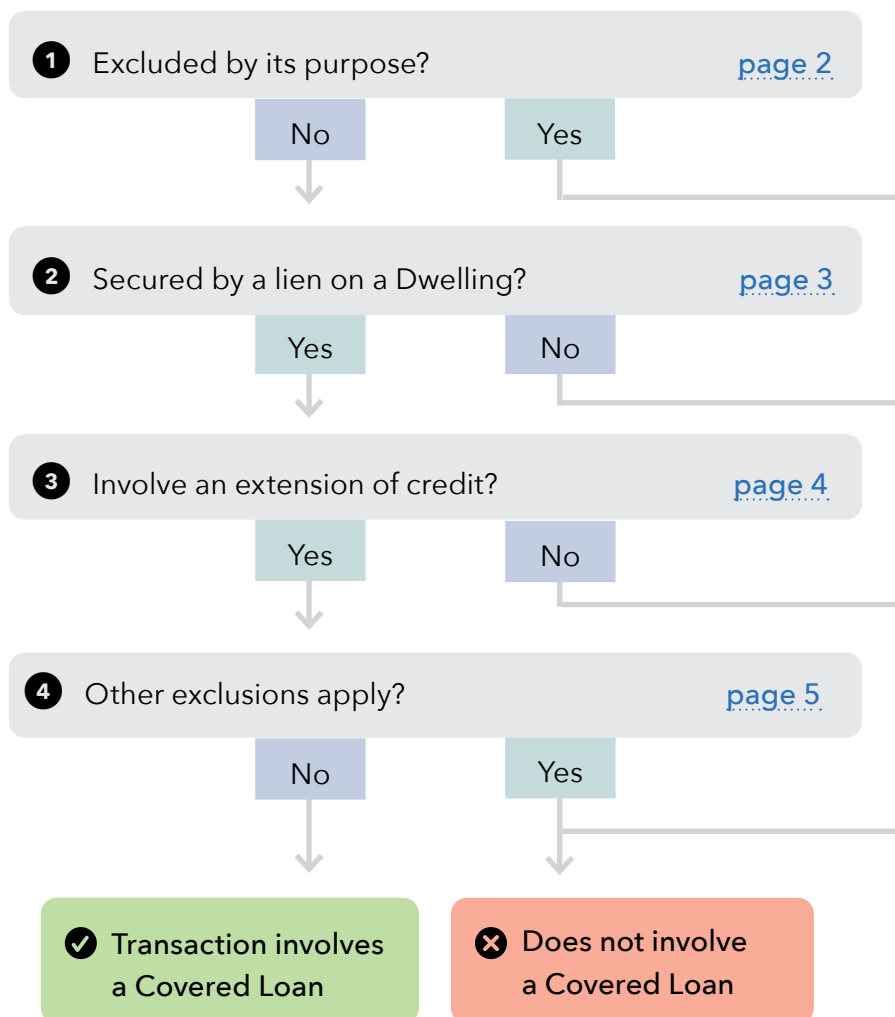 1 Excluded by its purpose? page 2
No Yes
2 Secured by a lien on a Dwelling? page 3
Yes No
3 Involve an extension of credit? page 4
Yes No
4 Other exclusions apply? page 5
No Yes
Transaction involves
a Covered Loan
Does not involve
a Covered Loan